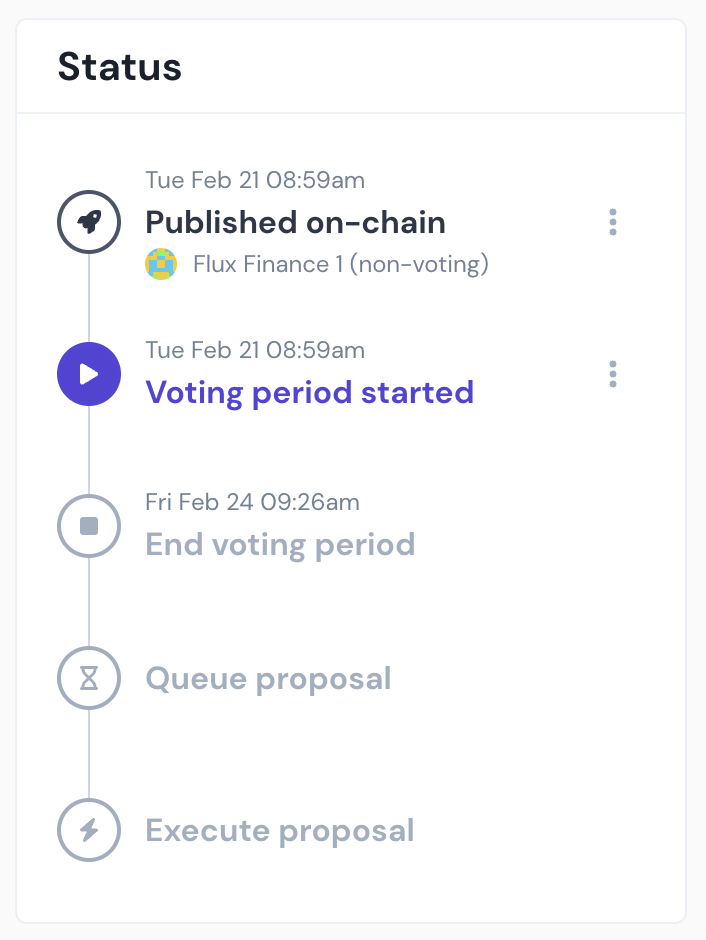 Status
Tue Feb 21 08:59am
Published on-chain
Flux Finance 1 (non-voting)
Tue Feb 21 08:59am
Voting period started
Fri Feb 24 09:26am
End voting period
Queue proposal
Execute proposal